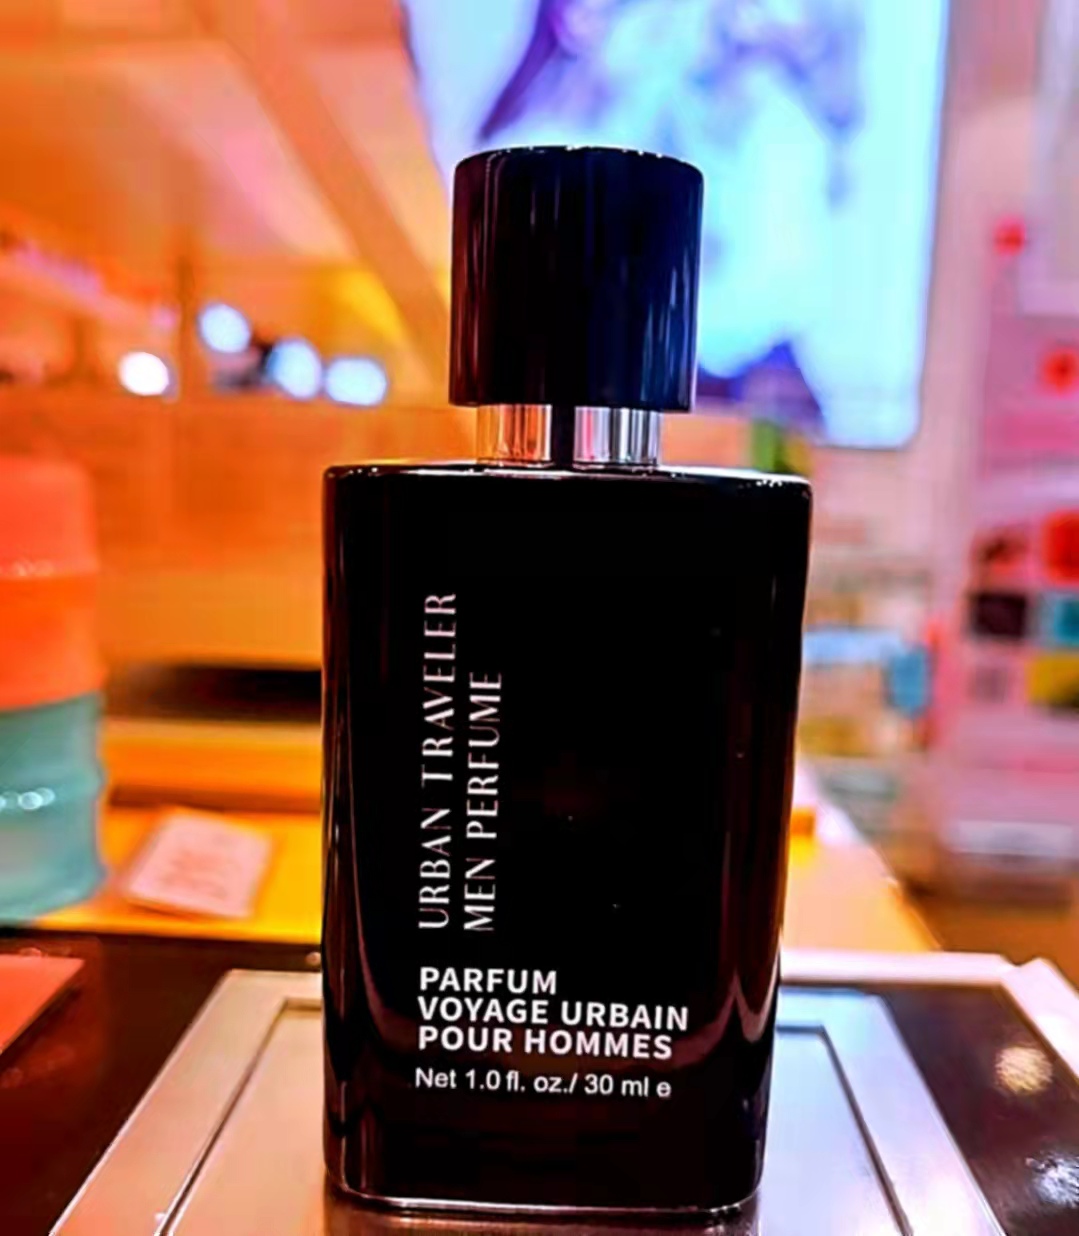 URBAN TRAVELER
MEN PERFUME
PARFUM
VOYAGE URBAIN
POUR HOMMES
Net 1.0 fl. oz./ 30 ml e